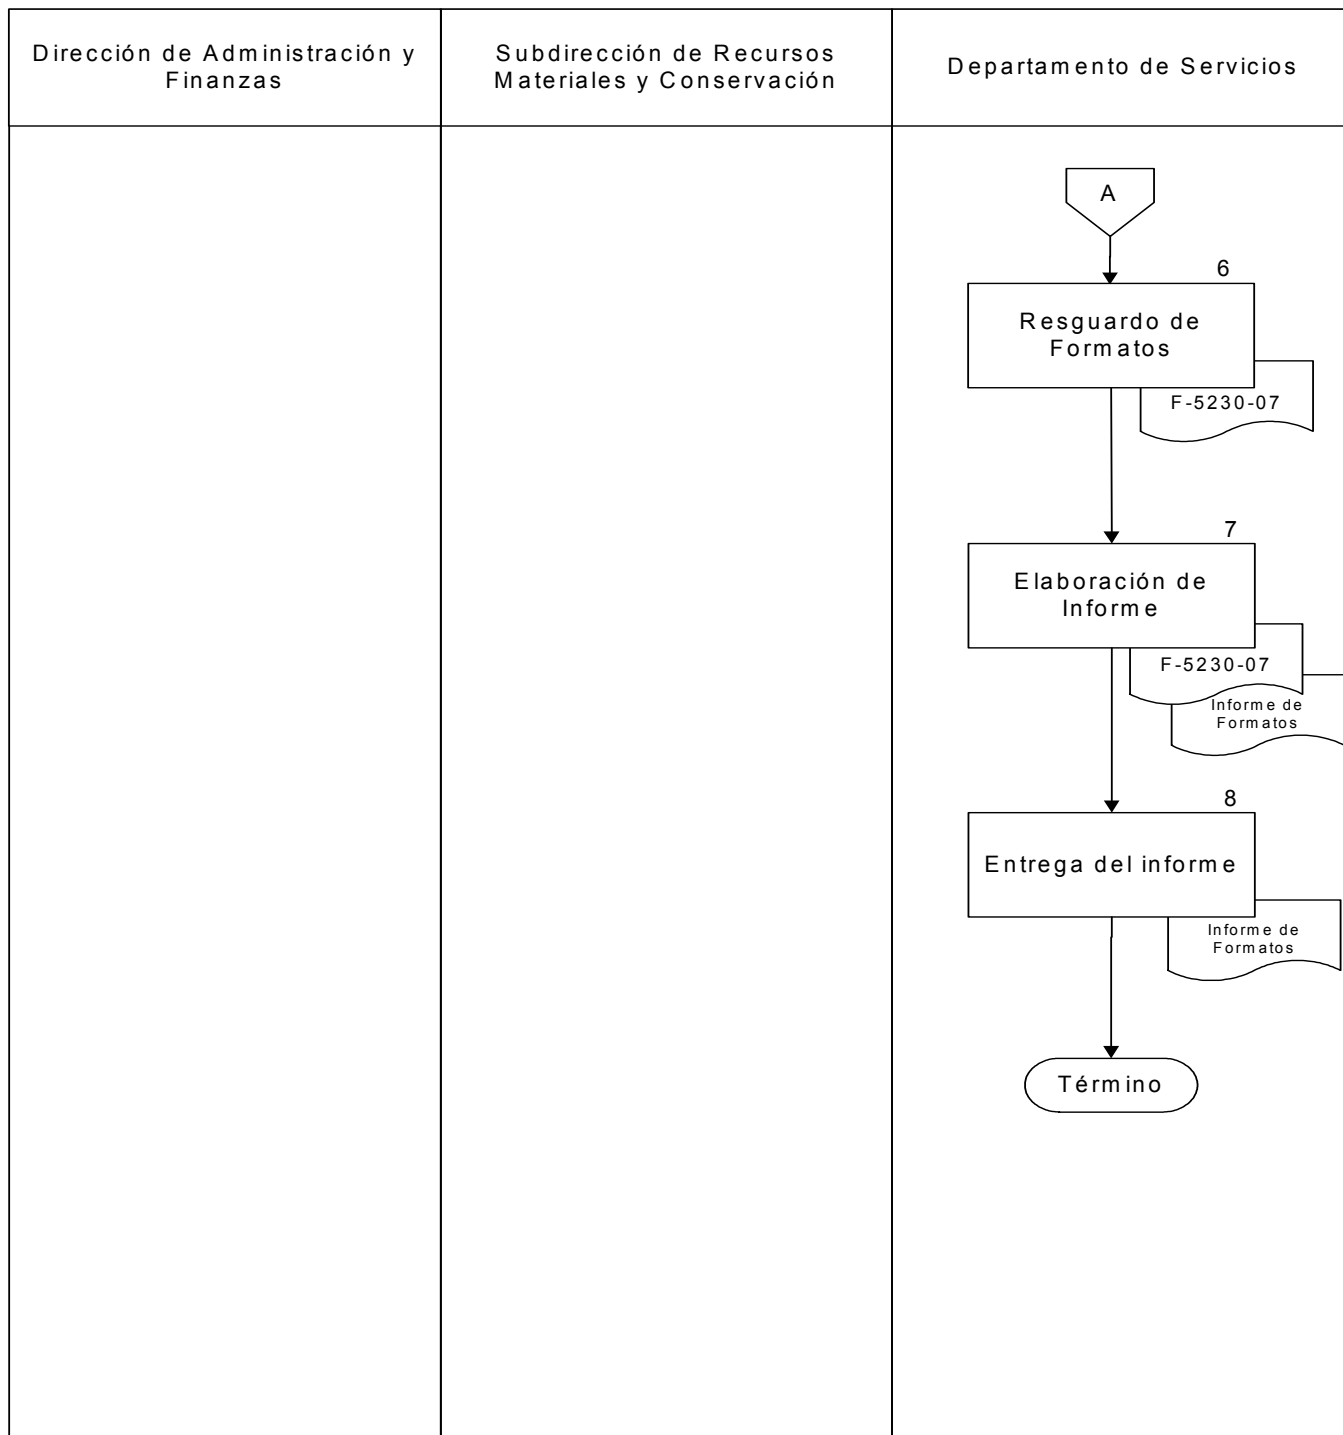 Dirección de Administración y
Finanzas
Subdirección de Recursos
Materiales y Conservación
Departamento de Servicios
A
6
Resguardo de
Formatos
F-5230-07
7
Elaboración de
Informe
F-5230-07
Informe de
Formatos
8
Entrega del informe
Informe de
Formatos
Término